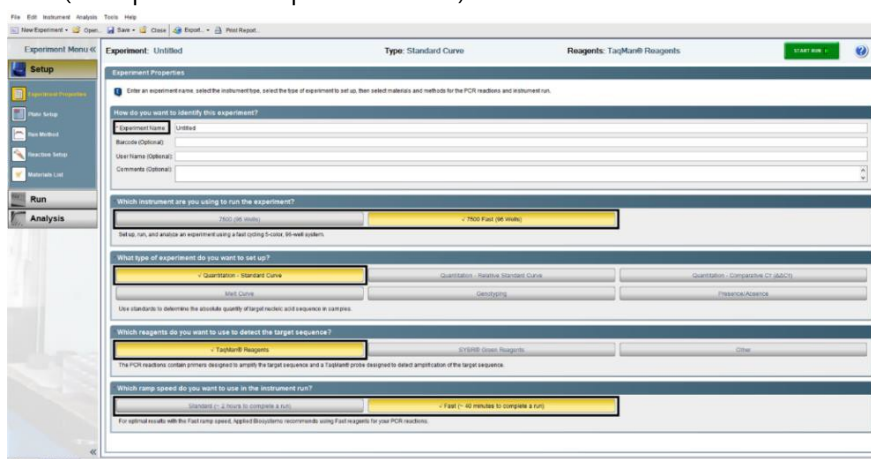 File Edit Instrument Analysis Tools Help
New Experiment Open... Save Close Export... Print Report...
Experiment Menu «
Experiment: Untitled Type: Standard Curve Reagents: TaqMan® Reagents START RUN
Setup
Experiment Properties
Plate Setup
Run Method
Reaction Setup
Materials List
Run
Analysis
Experiment Properties
Enter an experiment name, select the instrument type, select the type of experiment to set up, then select materials and methods for the PCR reactions and instrument run.
How do you want to identify this experiment?
* Experiment Name: Untitled
Barcode (Optional):
User Name (Optional):
Comments (Optional):
Which instrument are you using to run the experiment?
7500 (96 Wells) ✓ 7500 Fast (96 Wells)
Set up, run, and analyze an experiment using a fast cycling 5-color, 96-well system.
What type of experiment do you want to set up?
✓ Quantitation - Standard Curve Quantitation - Relative Standard Curve Quantitation - Comparative CT (ΔΔCT)
Melt Curve Genotyping Presence/Absence
Use standards to determine the absolute quantity of target nucleic acid sequence in samples.
Which reagents do you want to use to detect the target sequence?
✓ TaqMan® Reagents SYBR® Green Reagents Other
The PCR reactions contain primers designed to amplify the target sequence and a TaqMan® probe designed to detect amplification of the target sequence.
Which ramp speed do you want to use in the instrument run?
Standard (~ 2 hours to complete a run) ✓ Fast (~ 40 minutes to complete a run)
For optimal results with the Fast ramp speed, Applied Biosystems recommends using Fast reagents for your PCR reactions.
«